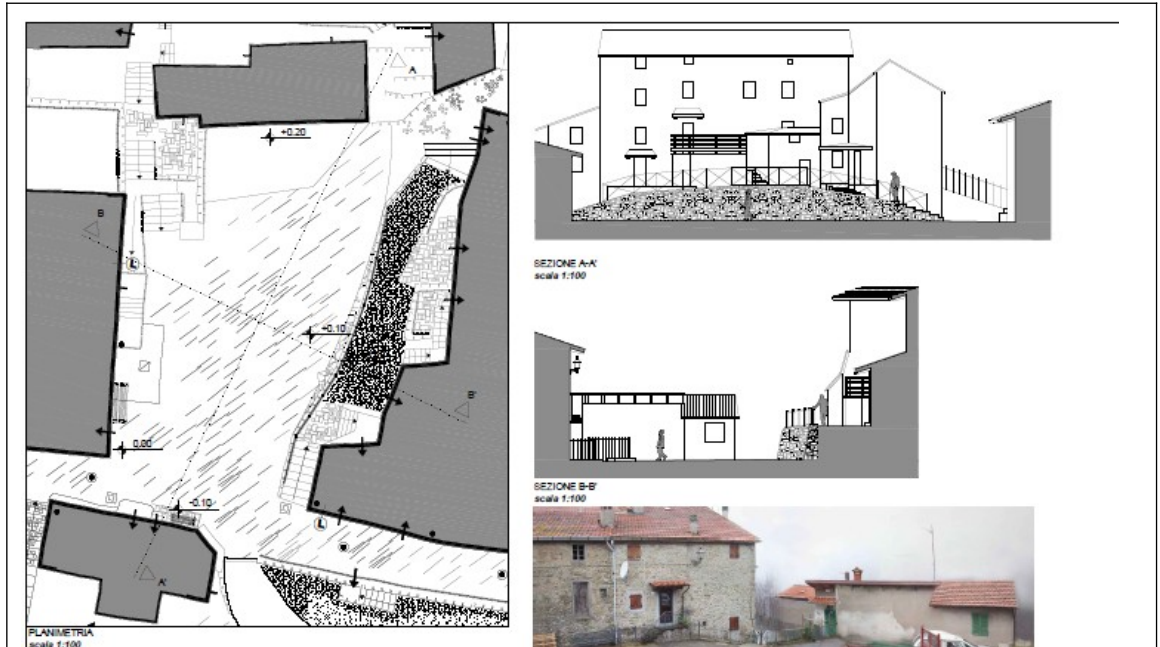 A
+0.20
B
L
+0.10
B'
0.00
-0.10
L
A'
PLANIMETRIA
scala 1:100
SEZIONE A-A'
scala 1:100
SEZIONE B-B'
scala 1:100